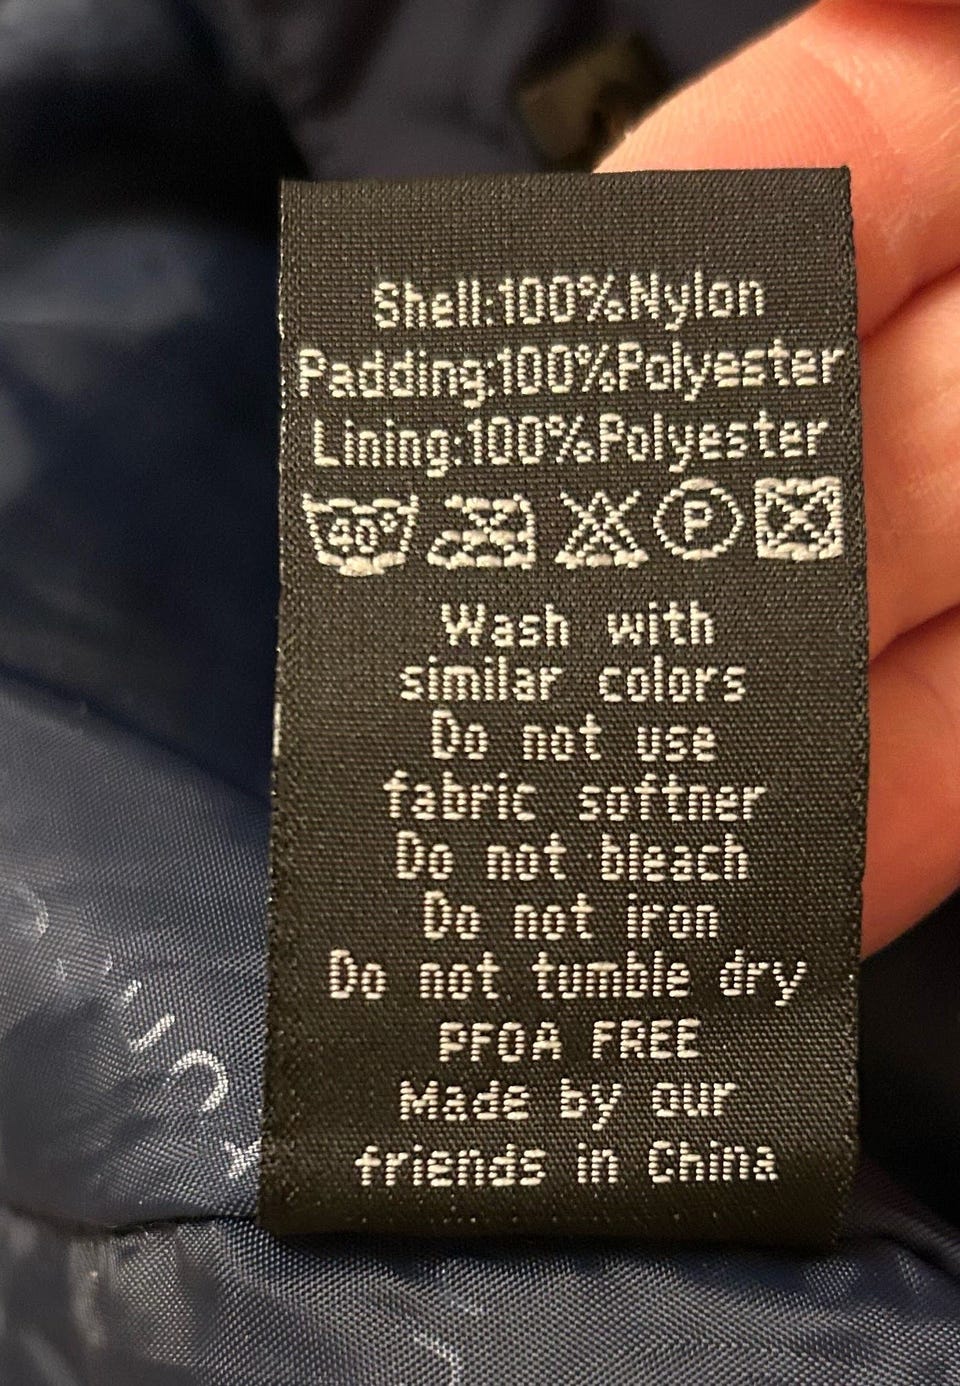 Shell:100%Nylon
Padding:100%Polyester
Lining:100%Polyester
40° P
Wash with
similar colors
Do not use
fabric softner
Do not bleach
Do not iron
Do not tumble dry
PFOA FREE
Made by our
friends in China